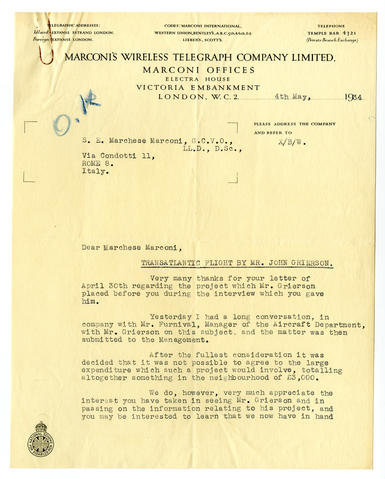 TELEGRAPHIC ADDRESSES:
Inland EXPANSE ESTRAND LONDON.
Foreign EXPANSE LONDON.
CODES: MARCONI INTERNATIONAL,
WESTERN UNION, BENTLEY'S, A.B.C.
LIEBER'S, SCOTT'S.
TELEPHONE
TEMPLE BAR 4321
(Private Branch Exchange)
MARCONI'S WIRELESS TELEGRAPH COMPANY LIMITED.
MARCONI OFFICES
ELECTRA HOUSE
VICTORIA EMBANKMENT
LONDON, W.C.2. 4th May, 1934
PLEASE ADDRESS THE COMPANY
AND REFER TO
X/B/W.
S. E. Marchese Marconi, G.C.V.O.,
LL.D., D.Sc.,
Via Condotti 11,
ROME 8.
Italy.
Dear Marchese Marconi,
TRANSATLANTIC FLIGHT BY MR. JOHN GRIERSON.
Very many thanks for your letter of
April 30th regarding the project which Mr. Grierson
placed before you during the interview which you gave
him.
Yesterday I had a long conversation, in
company with Mr. Furnival, Manager of the Aircraft Department,
with Mr. Grierson on this subject, and the matter was then
submitted to the Management.
After the fullest consideration it was
decided that it was not possible to agree to the large
expenditure which such a project would involve, totalling
altogether something in the neighbourhood of £3,000.
We do, however, very much appreciate the
interest you have taken in seeing Mr. Grierson and in
passing on the information relating to his project, and
you may be interested to learn that we now have in hand